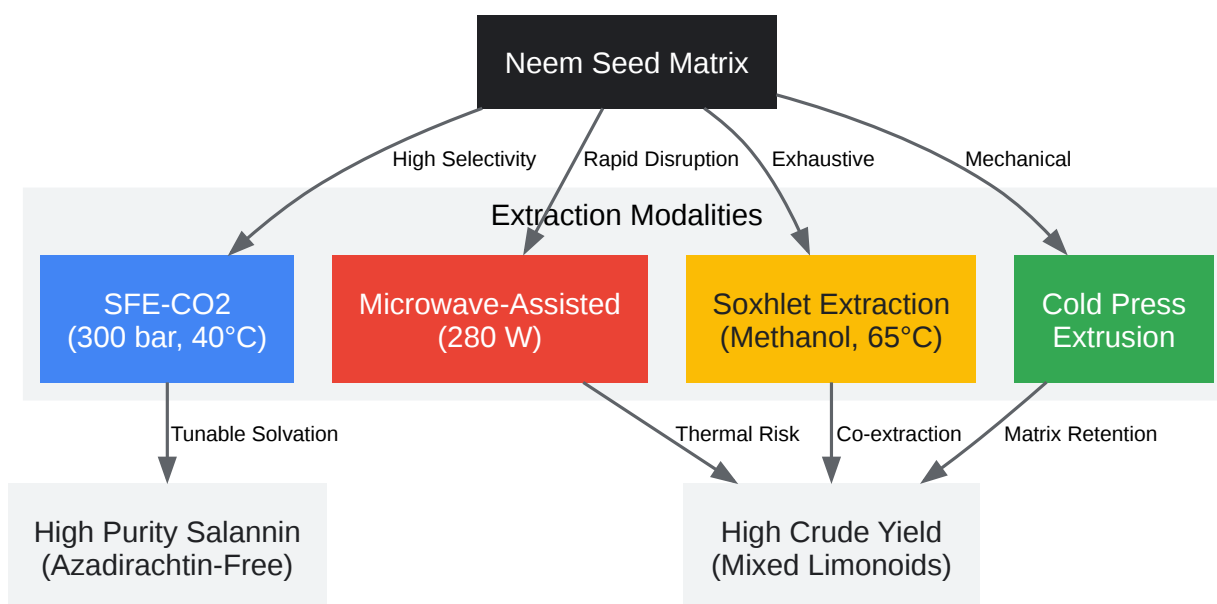 Neem Seed Matrix
High Selectivity
Rapid Disruption
Exhaustive
Mechanical
Extraction Modalities
SFE-CO2
(300 bar, 40°C)
Microwave-Assisted
(280 W)
Soxhlet Extraction
(Methanol, 65°C)
Cold Press
Extrusion
Tunable Solvation
Thermal Risk
Co-extraction
Matrix Retention
High Purity Salannin
(Azadirachtin-Free)
High Crude Yield
(Mixed Limonoids)